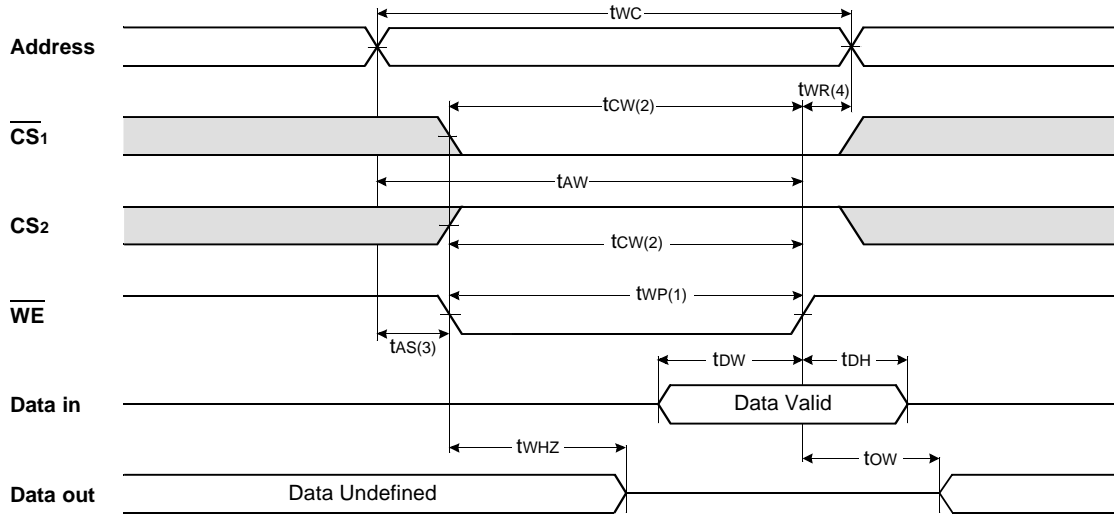 tWC
Address
tCW(2)
tWR(4)
CS1
tAW
CS2
tCW(2)
tWP(1)
WE
tAS(3)
tDW
tDH
Data in
Data Valid
tWHZ
tOW
Data out
Data Undefined